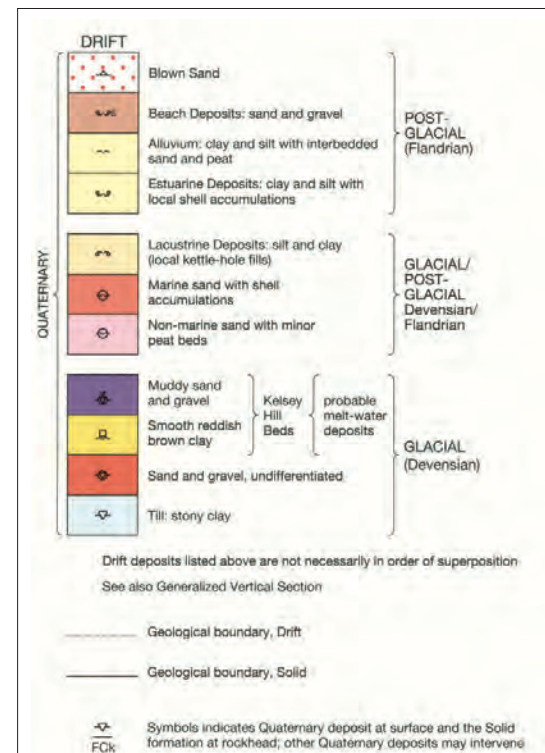 DRIFT
Blown Sand
Beach Deposits: sand and gravel
Alluvium: clay and silt with interbedded
sand and peat
Estuarine Deposits: clay and silt with
local shell accumulations
POST-
GLACIAL
(Flandrian)
QUATERNARY
Lacustrine Deposits: silt and clay
(local kettle-hole fills)
Marine sand with shell
accumulations
Non-marine sand with minor
peat beds
GLACIAL/
POST-
GLACIAL
Devensian/
Flandrian
Muddy sand
and gravel
Smooth reddish
brown clay
Kelsey
Hill
Beds
probable
melt-water
deposits
Sand and gravel, undifferentiated
Till: stony clay
GLACIAL
(Devensian)
Drift deposits listed above are not necessarily in order of superposition
See also Generalized Vertical Section
Geological boundary, Drift
Geological boundary, Solid
FCk
Symbols indicates Quaternary deposit at surface and the Solid
formation at rockhead; other Quaternary deposits may intervene